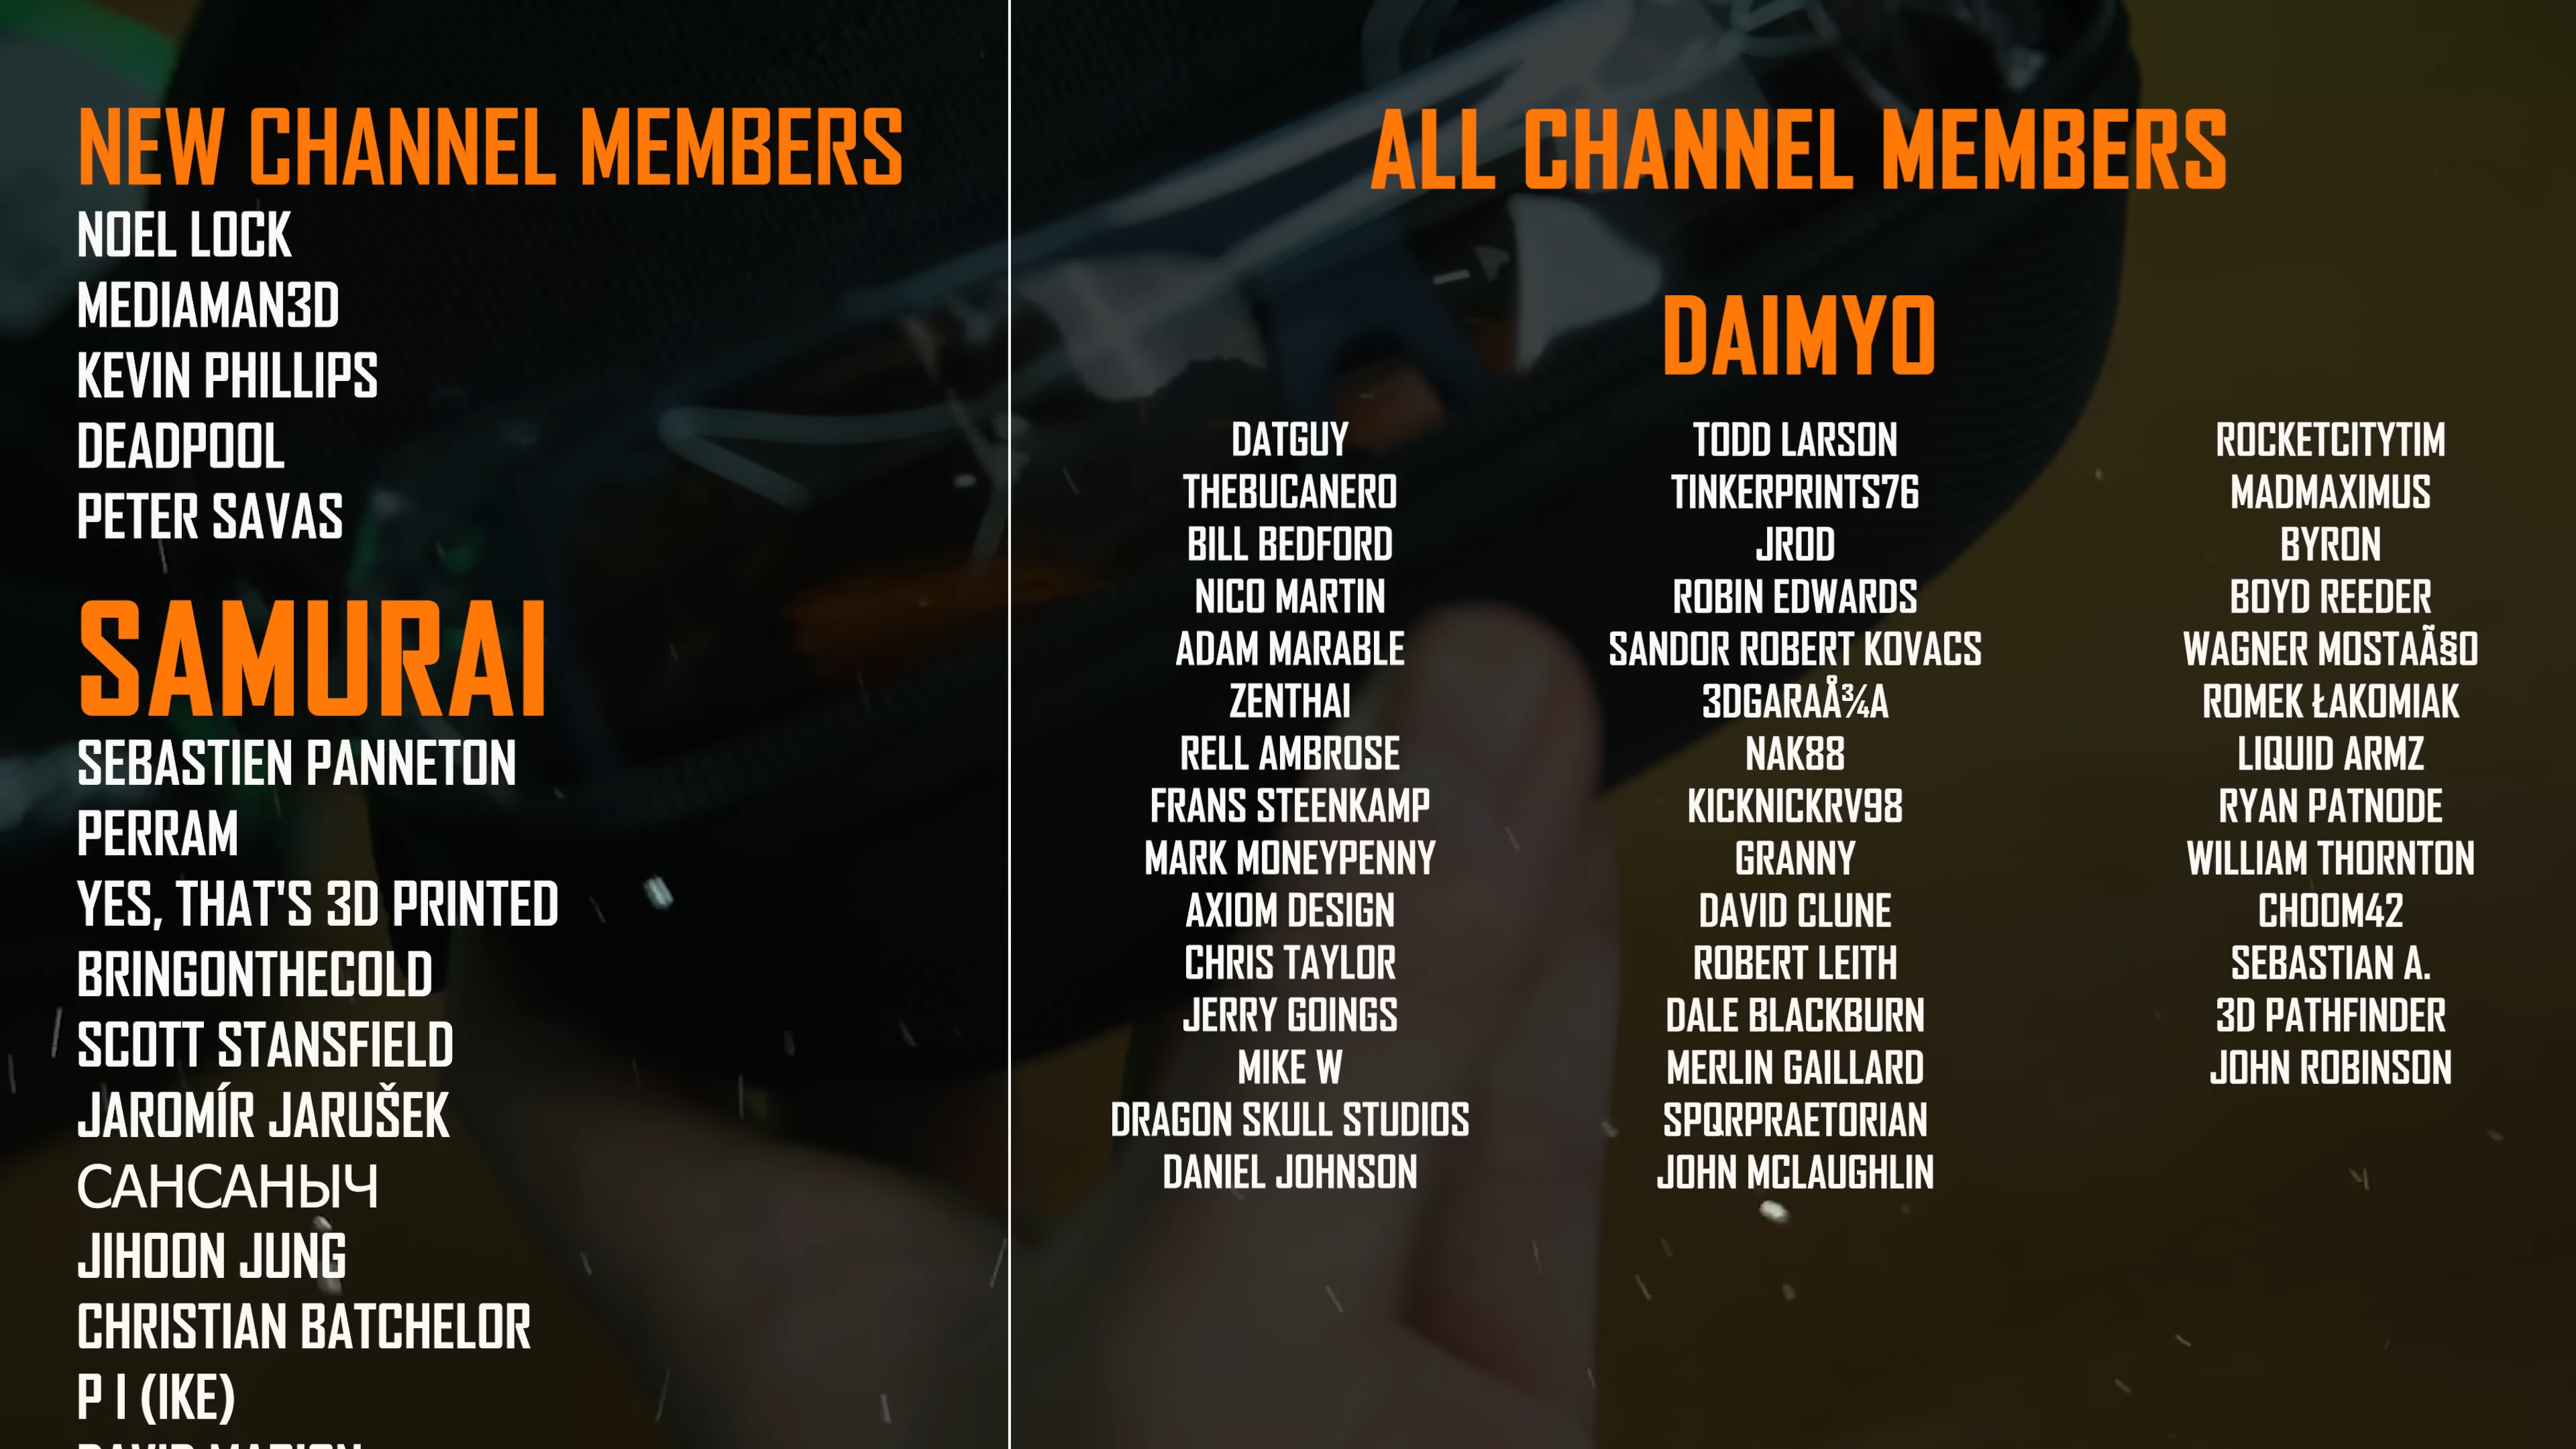 NEW CHANNEL MEMBERS
NOEL LOCK
MEDIAMAN3D
KEVIN PHILLIPS
DEADPOOL
PETER SAVAS
SAMURAI
SEBASTIEN PANNETON
PERRAM
YES, THAT'S 3D PRINTED
BRINGONTHECOLD
SCOTT STANSFIELD
JAROMÍR JARUŠEK
САНСАНЫЧ
JIHOON JUNG
CHRISTIAN BATCHELOR
P I (IKE)
ALL CHANNEL MEMBERS
DAIMYO
DATGUY
THEBUCANERO
BILL BEDFORD
NICO MARTIN
ADAM MARABLE
ZENTHAI
RELL AMBROSE
FRANS STEENKAMP
MARK MONEYPENNY
AXIOM DESIGN
CHRIS TAYLOR
JERRY GOINGS
MIKE W
DRAGON SKULL STUDIOS
DANIEL JOHNSON
TODD LARSON
TINKERPRINTS76
JROD
ROBIN EDWARDS
SANDOR ROBERT KOVACS
3DGARAÅ¾A
NAK88
KICKNICKRV98
GRANNY
DAVID CLUNE
ROBERT LEITH
DALE BLACKBURN
MERLIN GAILLARD
SPQRPRAETORIAN
JOHN MCLAUGHLIN
ROCKETCITYTIM
MADMAXIMUS
BYRON
BOYD REEDER
WAGNER MOSTAÃ§O
ROMEK ŁAKOMIAK
LIQUID ARMZ
RYAN PATNODE
WILLIAM THORNTON
CHOOM42
SEBASTIAN A.
3D PATHFINDER
JOHN ROBINSON